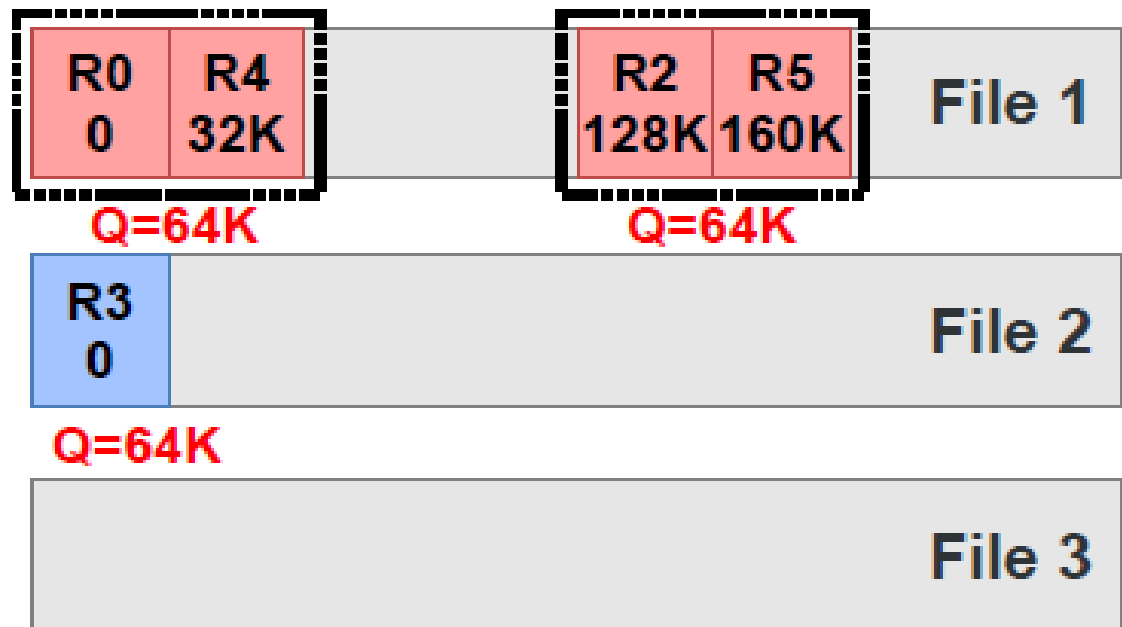 R0 R4 R2 R5 File 1
0 32K 128K 160K
Q=64K Q=64K
R3 File 2
0
Q=64K
File 3